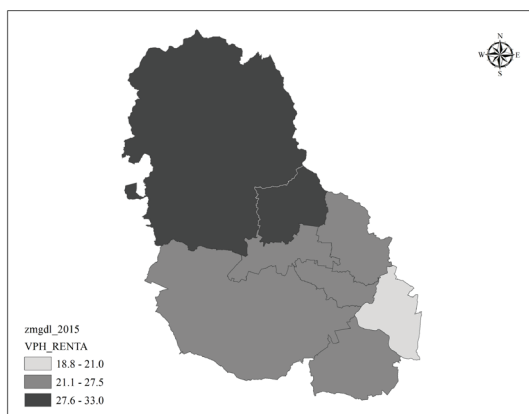 N
W E
S
zmgdl_2015
VPH_RENTA
18.8 - 21.0
21.1 - 27.5
27.6 - 33.0